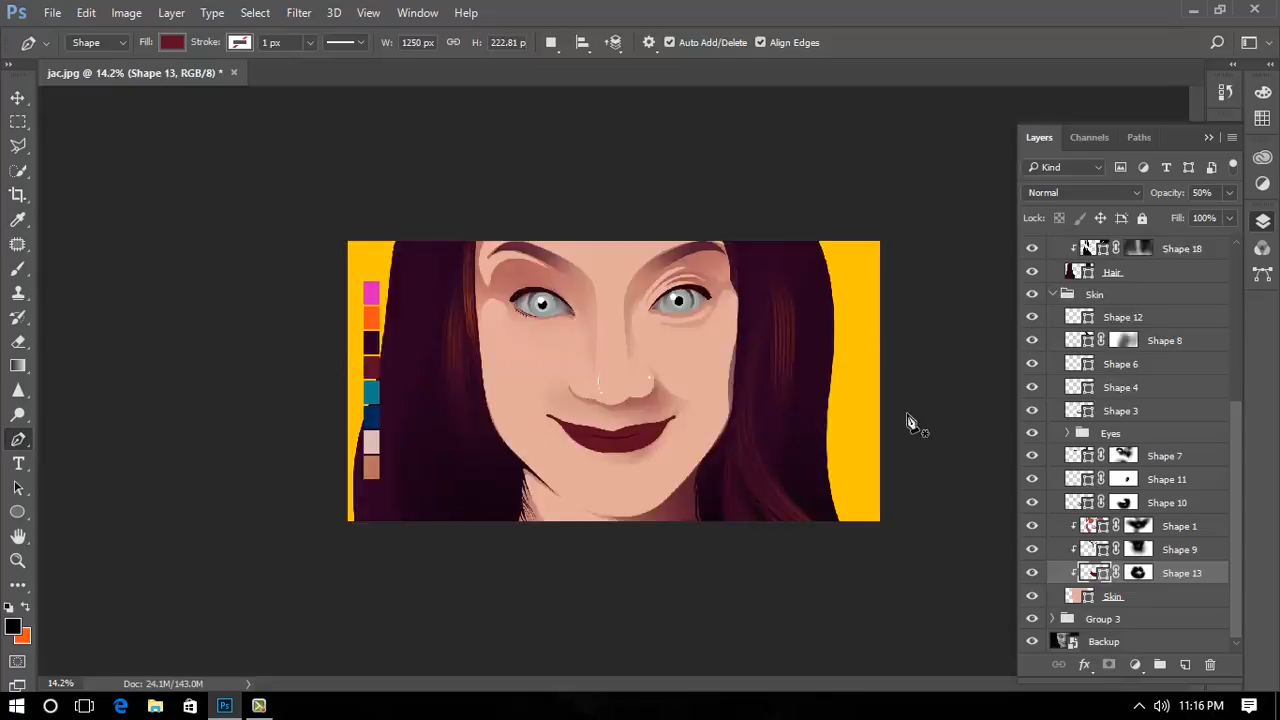 Ps File Edit Image Layer Type Select Filter 3D View Window Help
Shape Fill: Stroke: 1 px W: 1250 px H: 222.81 p Auto Add/Delete Align Edges
jac.jpg @ 14.2% (Shape 13, RGB/8) *
Layers Channels Paths
Kind
Normal Opacity: 50%
Lock: Fill: 100%
Shape 18
Hair
Skin
Shape 12
Shape 8
Shape 6
Shape 4
Shape 3
Eyes
Shape 7
Shape 11
Shape 10
Shape 1
Shape 9
Shape 13
Skin
Group 3
Backup
fx
14.2% Doc: 24.1M/143.0M
Ps 11:16 PM